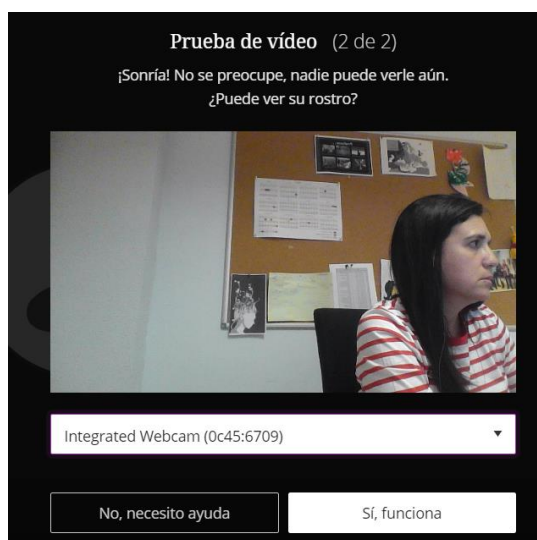 Prueba de vídeo (2 de 2)
¡Sonría! No se preocupe, nadie puede verle aún.
¿Puede ver su rostro?
Integrated Webcam (0c45:6709)
No, necesito ayuda
Sí, funciona